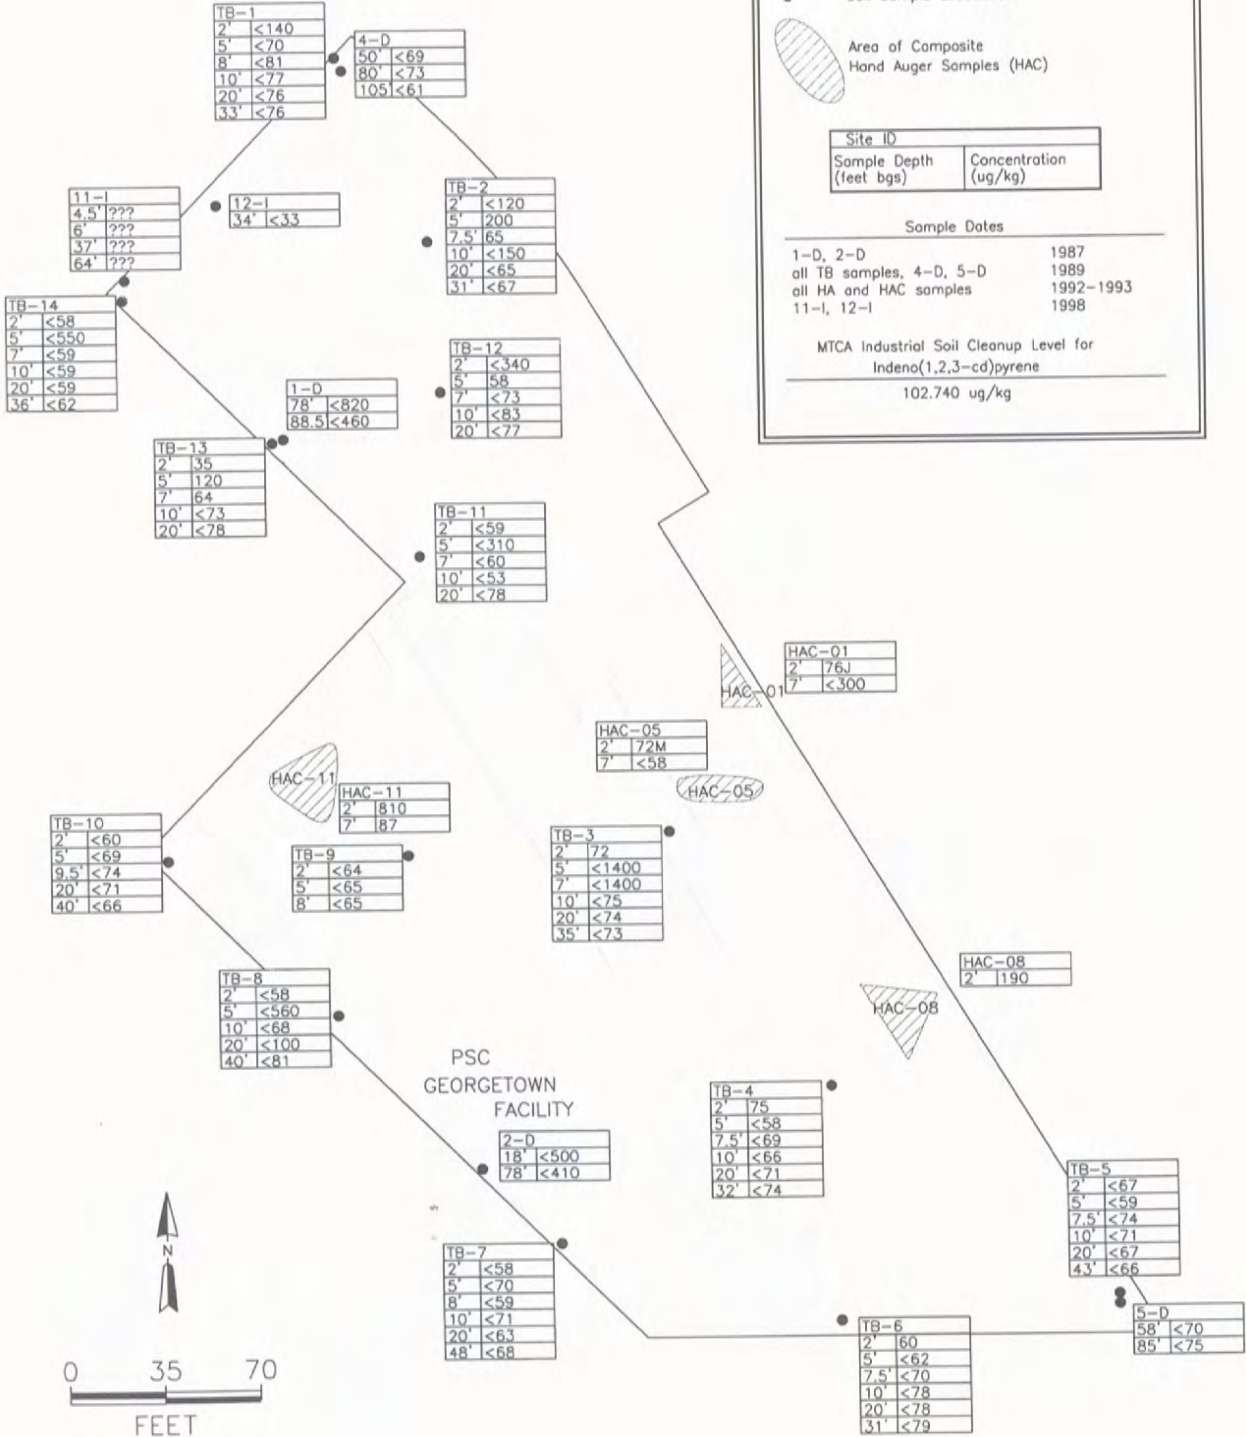 TB-1
2' <140
5' <70
8' <81
10' <77
20' <76
33' <76
4-D
50' <69
80' <73
105' <61
Area of Composite
Hand Auger Samples (HAC)
Site ID
Sample Depth (feet bgs) Concentration (ug/kg)
Sample Dates
1-D, 2-D 1987
all TB samples, 4-D, 5-D 1989
all HA and HAC samples 1992-1993
11-I, 12-I 1998
MTCA Industrial Soil Cleanup Level for
Indeno(1,2,3-cd)pyrene
102.740 ug/kg
11-I
4.5' ???
6' ???
37' ???
64' ???
12-I
34' <33
TB-2
2' <120
5' 200
7.5' 65
10' <150
20' <65
31' <67
TB-14
2' <58
5' <550
7' <59
10' <59
20' <59
36' <62
TB-12
2' <340
5' 58
7' <73
10' <83
20' <77
1-D
78' <820
88.5' <460
TB-13
2' 35
5' 120
7' 64
10' <73
20' <78
TB-11
2' <59
5' <310
7' <60
10' <53
20' <78
HAC-01
HAC-01
2' 76J
7' <300
HAC-05
2' 72M
7' <58
HAC-05
HAC-11
HAC-11
2' 810
7' 87
TB-10
2' <60
5' <69
9.5' <74
20' <71
40' <66
TB-9
2' <64
5' <65
8' <65
TB-3
2' 72
5' <1400
7' <1400
10' <75
20' <74
35' <73
HAC-08
2' 190
HAC-08
TB-8
2' <58
5' <560
10' <68
20' <100
40' <81
PSC
GEORGETOWN
FACILITY
TB-4
2' 75
5' <58
7.5' <69
10' <66
20' <71
32' <74
2-D
18' <500
78' <410
TB-5
2' <67
5' <59
7.5' <74
10' <71
20' <67
43' <66
N
TB-7
2' <58
5' <70
8' <59
10' <71
20' <63
48' <68
5-D
58' <70
85' <75
TB-6
2' 60
5' <62
7.5' <70
10' <78
20' <78
31' <79
0 35 70
FEET